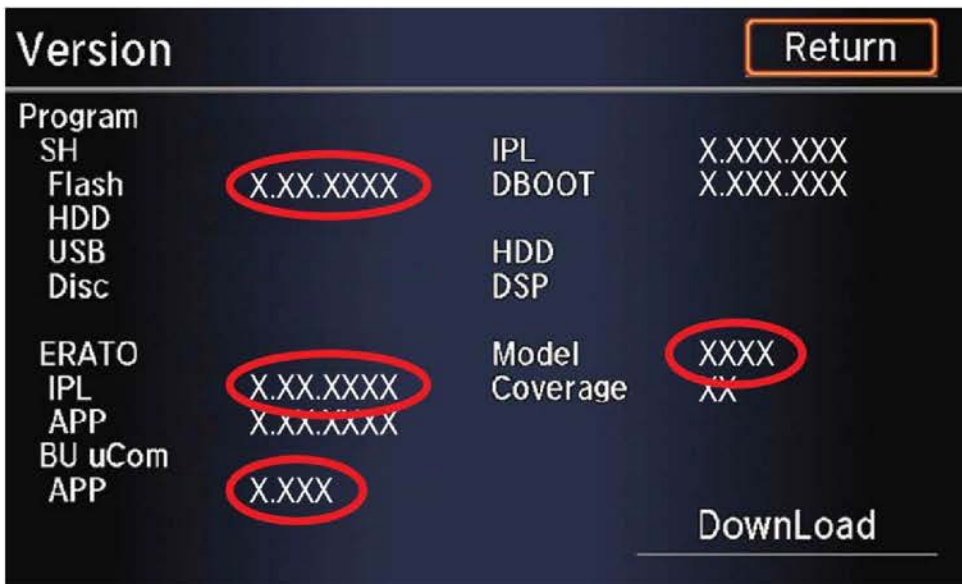 Version Return
Program
SH IPL X.XXX.XXX
Flash X.XX.XXXX DBOOT X.XXX.XXX
HDD
USB HDD
Disc DSP
ERATO Model XXXX
IPL X.XX.XXXX Coverage XX
APP X.XX.XXXX
BU uCom
APP X.XXX
DownLoad